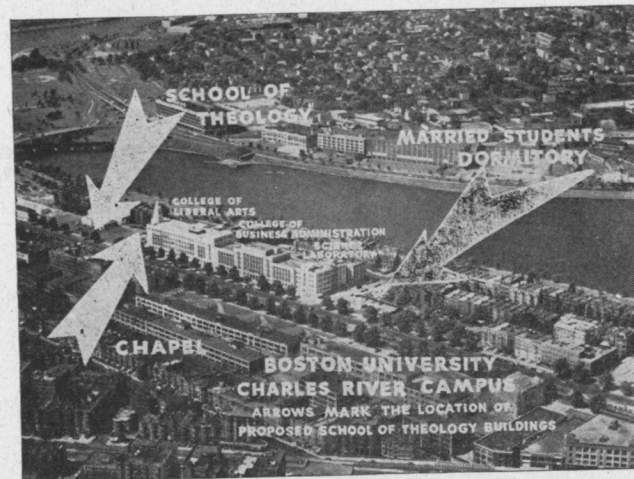 SCHOOL OF
THEOLOGY
MARRIED STUDENTS
DORMITORY
COLLEGE OF
LIBERAL ARTS
COLLEGE OF
BUSINESS ADMINISTRATION
SCIENCE
LABORATORY
CHAPEL
BOSTON UNIVERSITY
CHARLES RIVER CAMPUS
ARROWS MARK THE LOCATION OF
PROPOSED SCHOOL OF THEOLOGY BUILDINGS